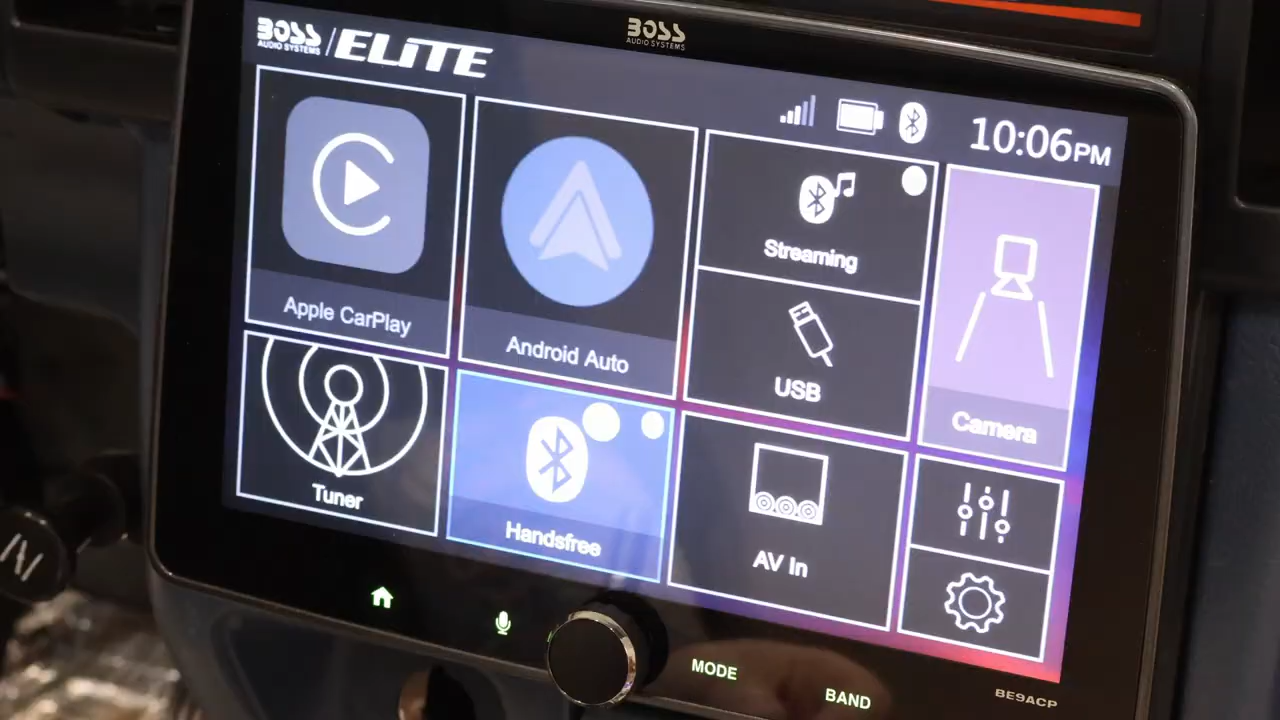 BOSS
AUDIO SYSTEMS
ELITE
BOSS
AUDIO SYSTEMS
10:06PM
Apple CarPlay
Android Auto
Streaming
USB
Camera
Tuner
Handsfree
AV In
MODE
BAND
BE9ACP